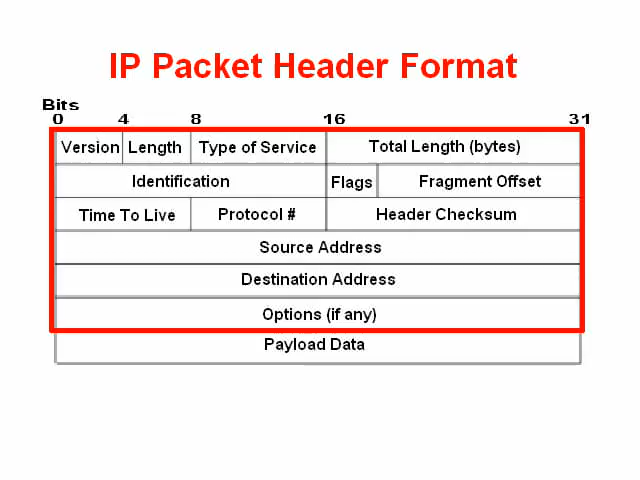 IP Packet Header Format
Bits
0 4 8 16 31
Version Length Type of Service Total Length (bytes)
Identification Flags Fragment Offset
Time To Live Protocol # Header Checksum
Source Address
Destination Address
Options (if any)
Payload Data